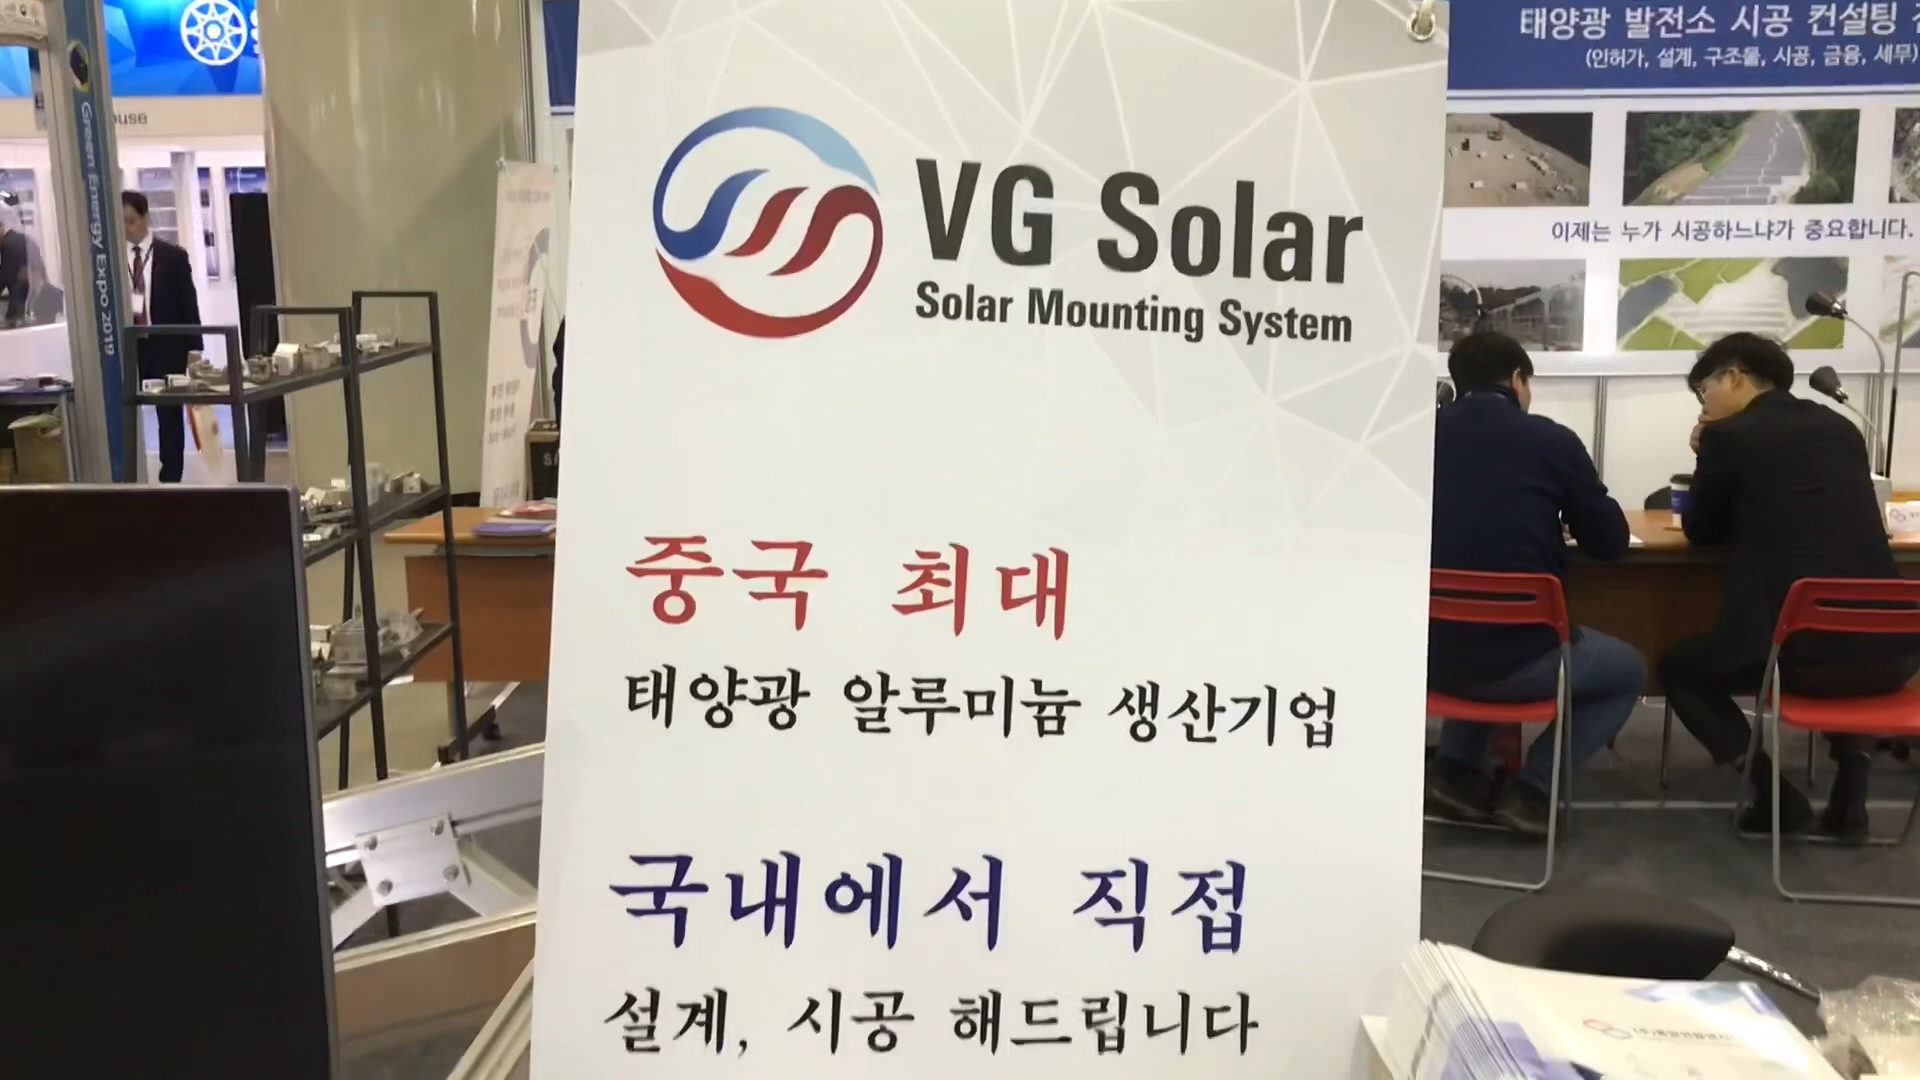 Green Energy Expo 2019
VG Solar
Solar Mounting System
중국 최대
태양광 알루미늄 생산기업
국내에서 직접
설계, 시공 해드립니다
태양광 발전소 시공 컨설팅
(인허가, 설계, 구조물, 시공, 금융, 세무)
이제는 누가 시공하느냐가 중요합니다.